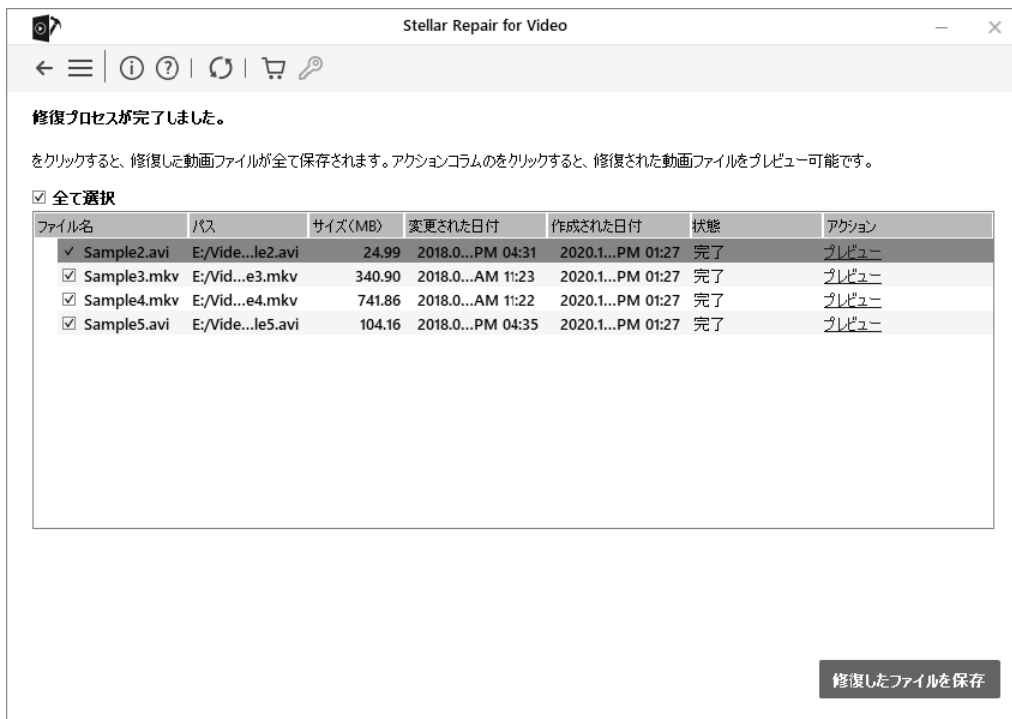 Stellar Repair for Video
修復プロセスが完了しました。
をクリックすると、修復した動画ファイルが全て保存されます。アクションコラムのをクリックすると、修復された動画ファイルをプレビュー可能です。
全て選択
ファイル名 パス サイズ(MB) 変更された日付 作成された日付 状態 アクション
Sample2.avi E:/Vide...le2.avi 24.99 2018.0...PM 04:31 2020.1...PM 01:27 完了 プレビュー
Sample3.mkv E:/Vid...e3.mkv 340.90 2018.0...AM 11:23 2020.1...PM 01:27 完了 プレビュー
Sample4.mkv E:/Vid...e4.mkv 741.86 2018.0...AM 11:22 2020.1...PM 01:27 完了 プレビュー
Sample5.avi E:/Vide...le5.avi 104.16 2018.0...PM 04:35 2020.1...PM 01:27 完了 プレビュー
修復したファイルを保存